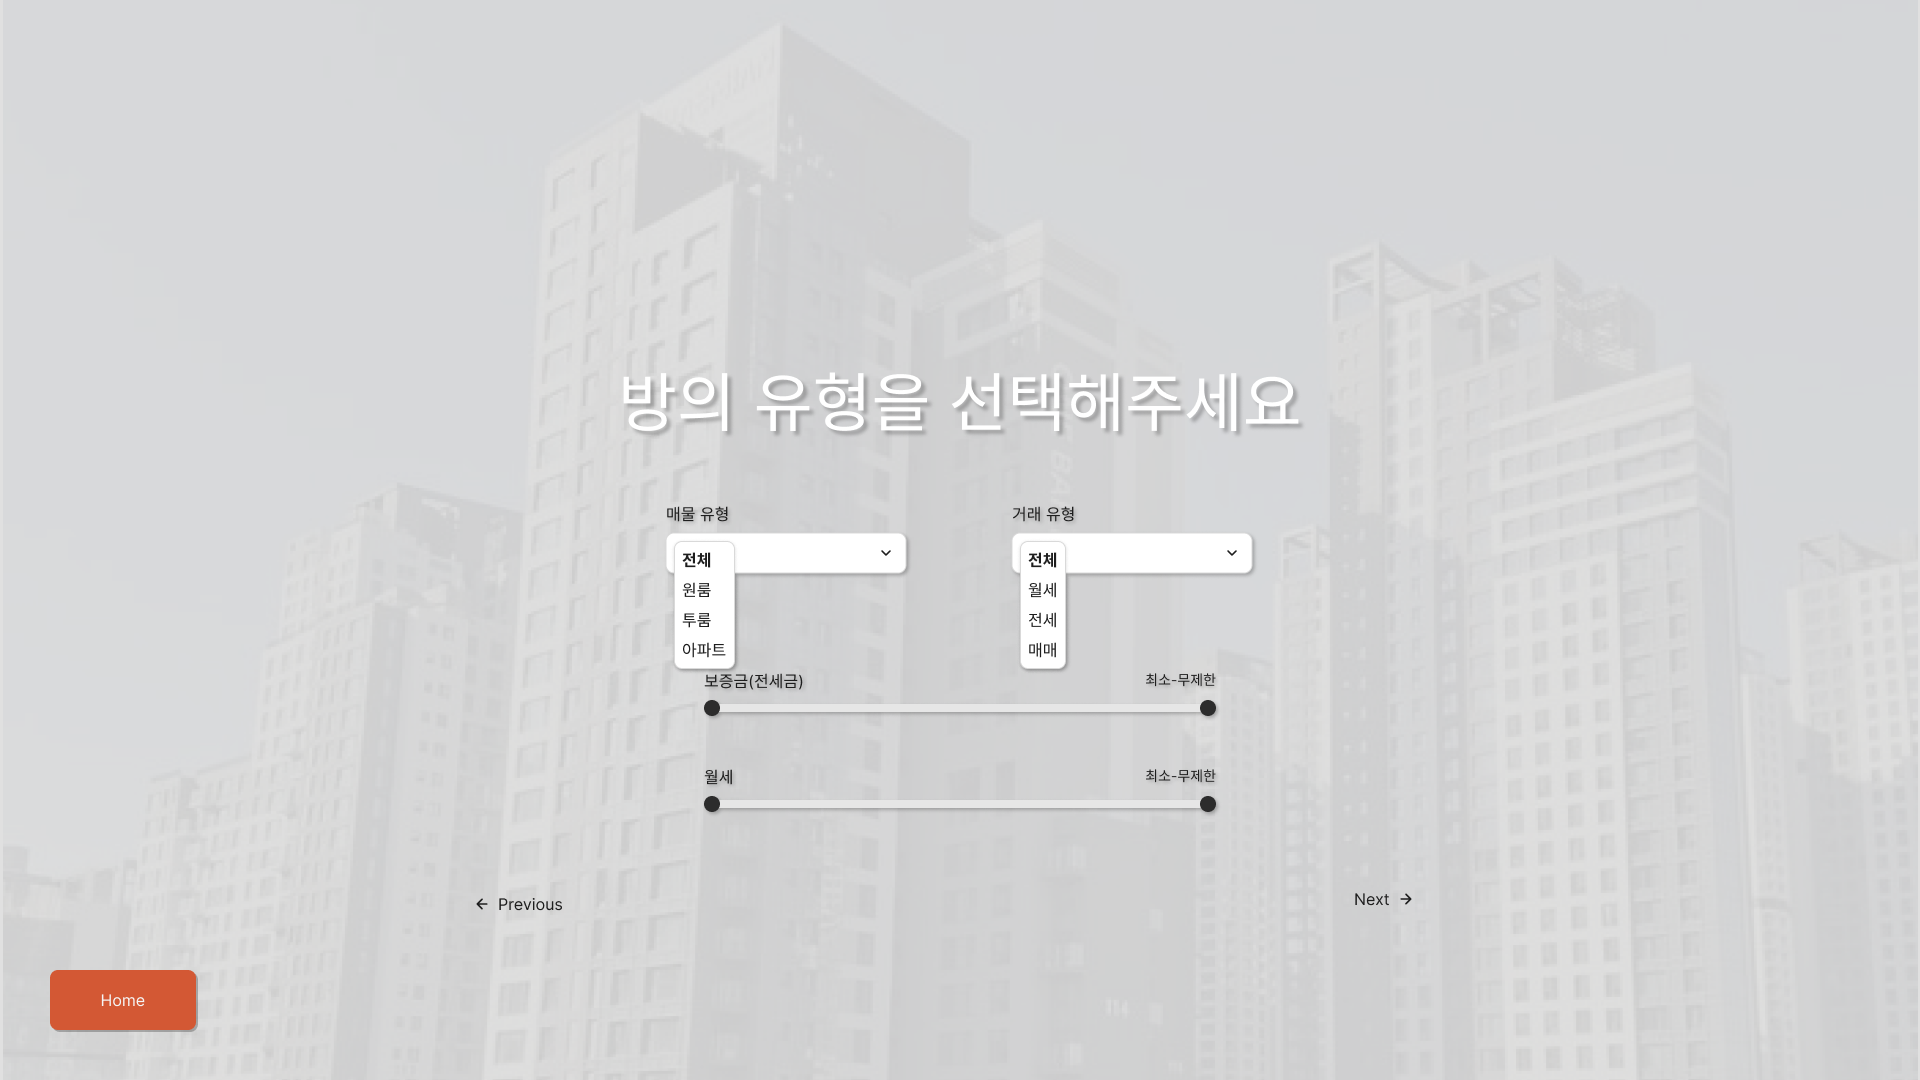 방의 유형을 선택해주세요
매물 유형
전체
원룸
투룸
아파트
거래 유형
전체
월세
전세
매매
보증금(전세금)
최소-무제한
월세
최소-무제한
Previous
Next
Home